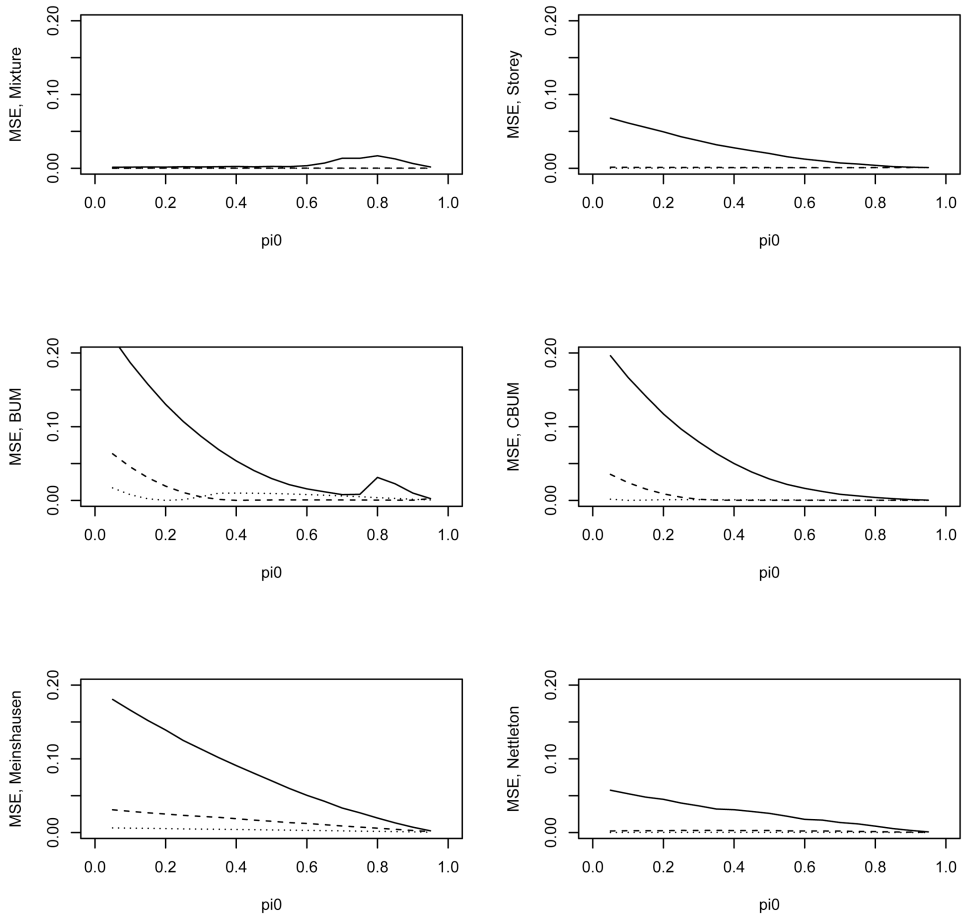 MSE, Mixture
0.00 0.10 0.20
0.0 0.2 0.4 0.6 0.8 1.0
pi0
MSE, Storey
0.00 0.10 0.20
0.0 0.2 0.4 0.6 0.8 1.0
pi0
MSE, BUM
0.00 0.10 0.20
0.0 0.2 0.4 0.6 0.8 1.0
pi0
MSE, CBUM
0.00 0.10 0.20
0.0 0.2 0.4 0.6 0.8 1.0
pi0
MSE, Meinshausen
0.00 0.10 0.20
0.0 0.2 0.4 0.6 0.8 1.0
pi0
MSE, Nettleton
0.00 0.10 0.20
0.0 0.2 0.4 0.6 0.8 1.0
pi0